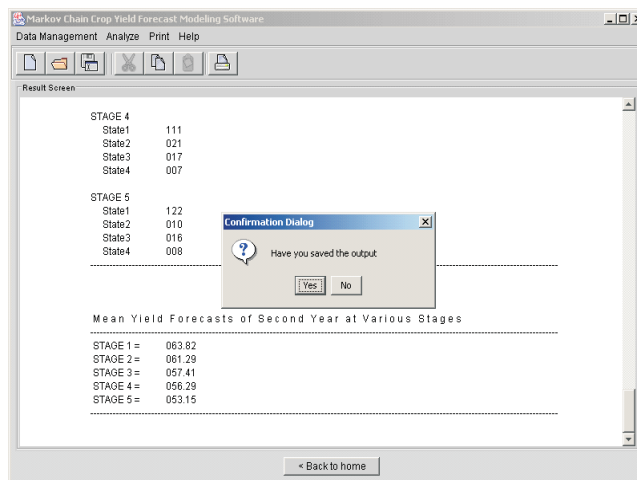 Markov Chain Crop Yield Forecast Modeling Software
Data Management Analyze Print Help
Result Screen
STAGE 4
State1 111
State2 021
State3 017
State4 007
STAGE 5
State1 122
State2 010
State3 016
State4 008
Confirmation Dialog
Have you saved the output
Yes No
Mean Yield Forecasts of Second Year at Various Stages
STAGE 1 = 063.82
STAGE 2 = 061.29
STAGE 3 = 057.41
STAGE 4 = 056.29
STAGE 5 = 053.15
« Back to home